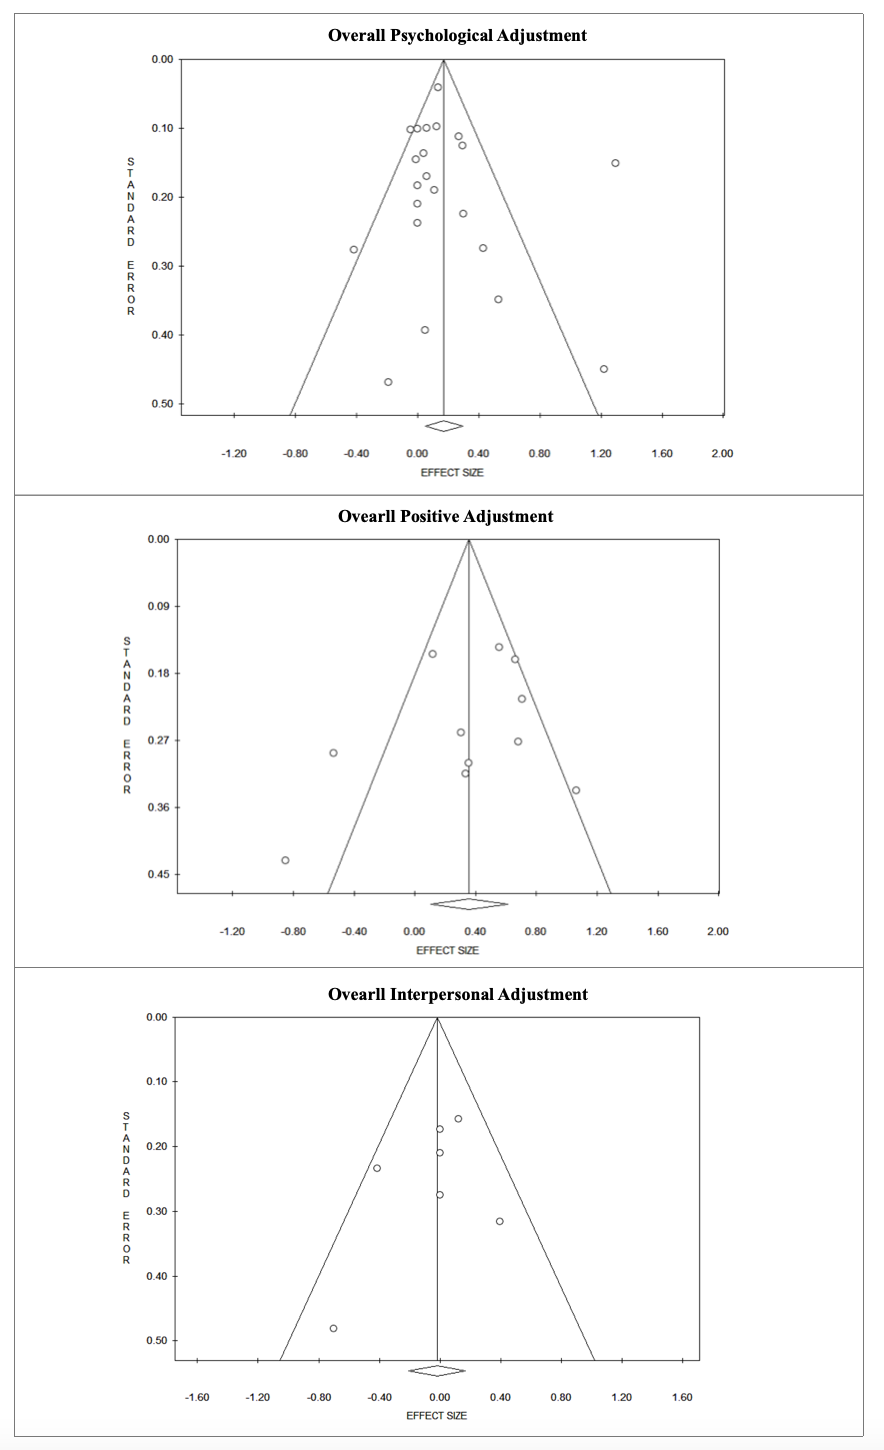 Overall Psychological Adjustment
0.00
0.10
0.20
0.30
0.40
0.50
STANDARD ERROR
-1.20 -0.80 -0.40 0.00 0.40 0.80 1.20 1.60 2.00
EFFECT SIZE
Ovearll Positive Adjustment
0.00
0.09
0.18
0.27
0.36
0.45
STANDARD ERROR
-1.20 -0.80 -0.40 0.00 0.40 0.80 1.20 1.60 2.00
EFFECT SIZE
Ovearll Interpersonal Adjustment
0.00
0.10
0.20
0.30
0.40
0.50
STANDARD ERROR
-1.60 -1.20 -0.80 -0.40 0.00 0.40 0.80 1.20 1.60
EFFECT SIZE